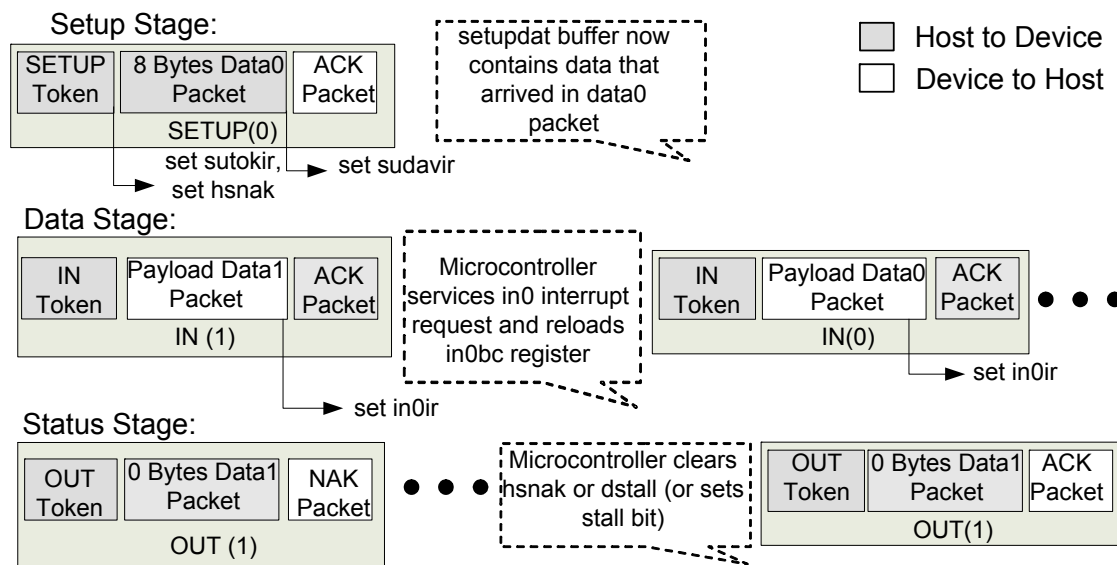 Setup Stage:
SETUP
Token
8 Bytes Data0
Packet
ACK
Packet
SETUP(0)
set sutokir,
set hsnak
set sudavir
setupdat buffer now
contains data that
arrived in data0
packet
Host to Device
Device to Host
Data Stage:
IN
Token
Payload Data1
Packet
ACK
Packet
IN (1)
set in0ir
Microcontroller
services in0 interrupt
request and reloads
in0bc register
IN
Token
Payload Data0
Packet
ACK
Packet
IN(0)
set in0ir
Status Stage:
OUT
Token
0 Bytes Data1
Packet
NAK
Packet
OUT (1)
Microcontroller clears
hsnak or dstall (or sets
stall bit)
OUT
Token
0 Bytes Data1
Packet
ACK
Packet
OUT(1)